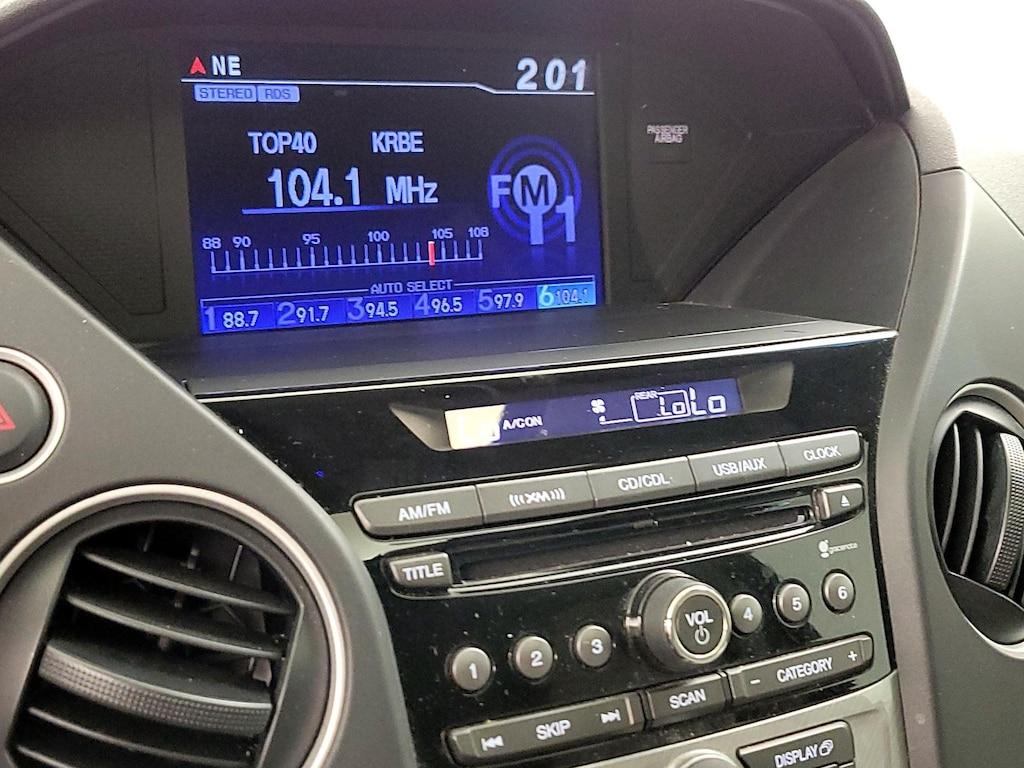 NE 201
STEREO RDS
PASSENGER
AIRBAG
TOP40 KRBE
104.1 MHz
FM1
88 90 95 100 105 108
AUTO SELECT
1 88.7 2 91.7 3 94.5 4 96.5 5 97.9 6 104.1
A/CON REAR Lo Lo
AM/FM XM CD/CDL USB/AUX CLOCK
TITLE
gracenote
1 2 3 VOL 4 5 6
SKIP SCAN - CATEGORY +
DISPLAY